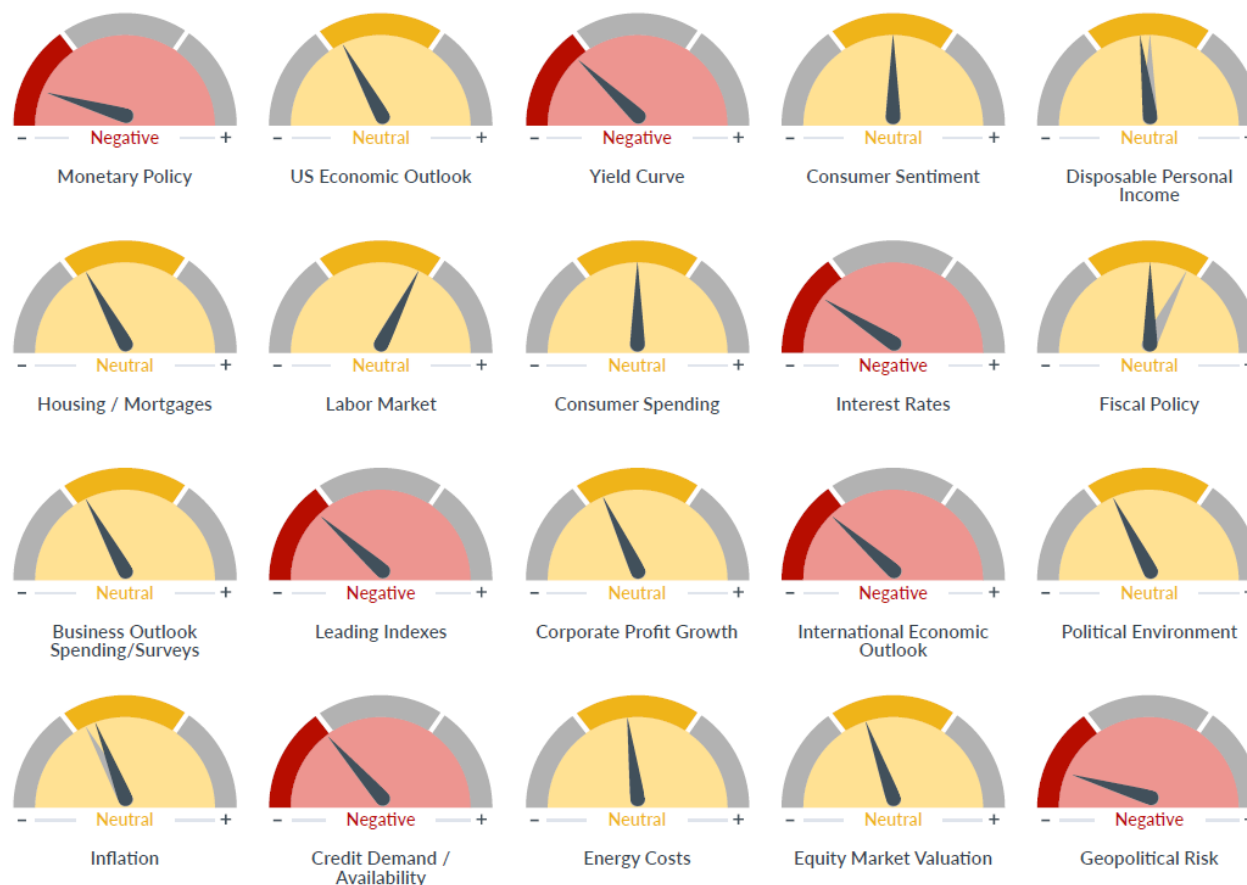 - Negative +
- Neutral +
- Negative +
- Neutral +
- Neutral +
Monetary Policy
US Economic Outlook
Yield Curve
Consumer Sentiment
Disposable Personal
Income
- Neutral +
- Neutral +
- Neutral +
- Negative +
- Neutral +
Housing / Mortgages
Labor Market
Consumer Spending
Interest Rates
Fiscal Policy
- Neutral +
- Negative +
- Neutral +
- Negative +
- Neutral +
Business Outlook
Spending/Surveys
Leading Indexes
Corporate Profit Growth
International Economic
Outlook
Political Environment
- Neutral +
- Negative +
- Neutral +
- Neutral +
- Negative +
Inflation
Credit Demand /
Availability
Energy Costs
Equity Market Valuation
Geopolitical Risk